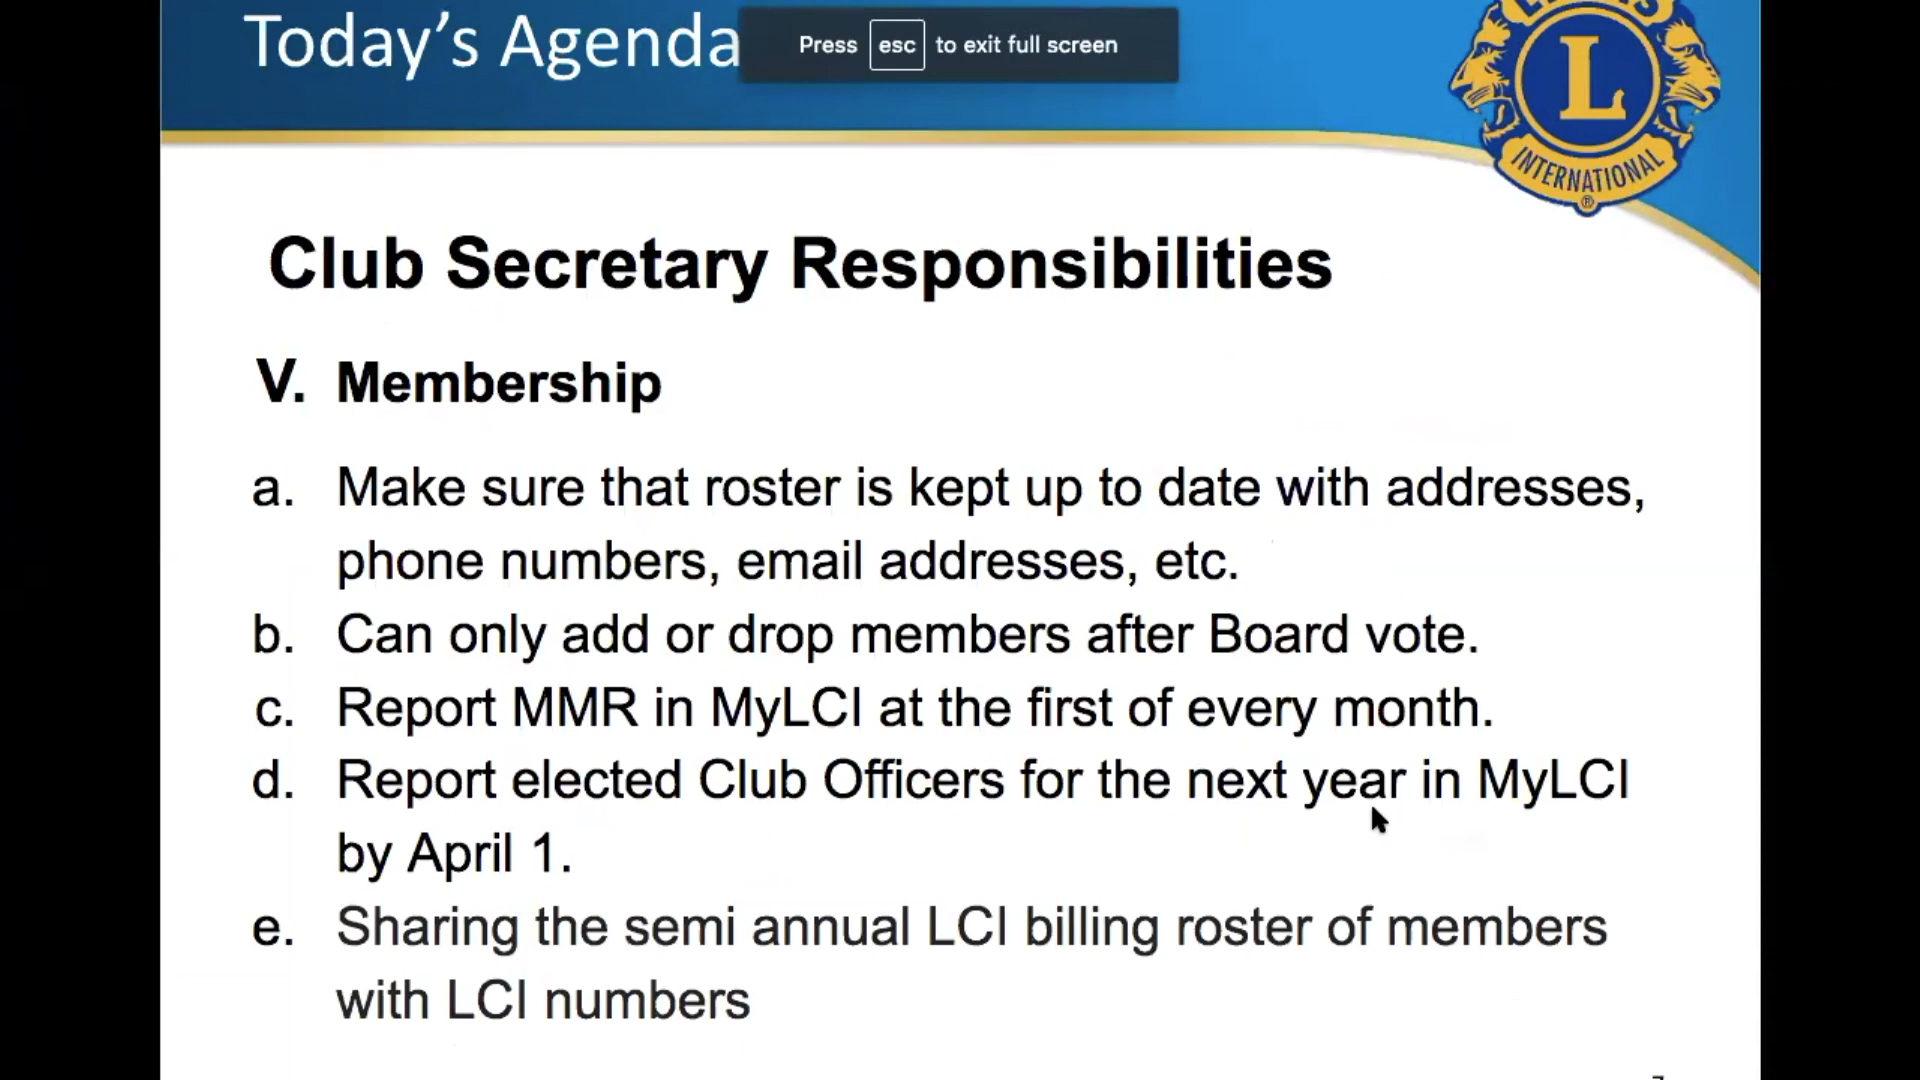 Today's Agenda
Press esc to exit full screen
L
INTERNATIONAL
®
Club Secretary Responsibilities
V. Membership
a. Make sure that roster is kept up to date with addresses,
phone numbers, email addresses, etc.
b. Can only add or drop members after Board vote.
c. Report MMR in MyLCI at the first of every month.
d. Report elected Club Officers for the next year in MyLCI
by April 1.
e. Sharing the semi annual LCI billing roster of members
with LCI numbers